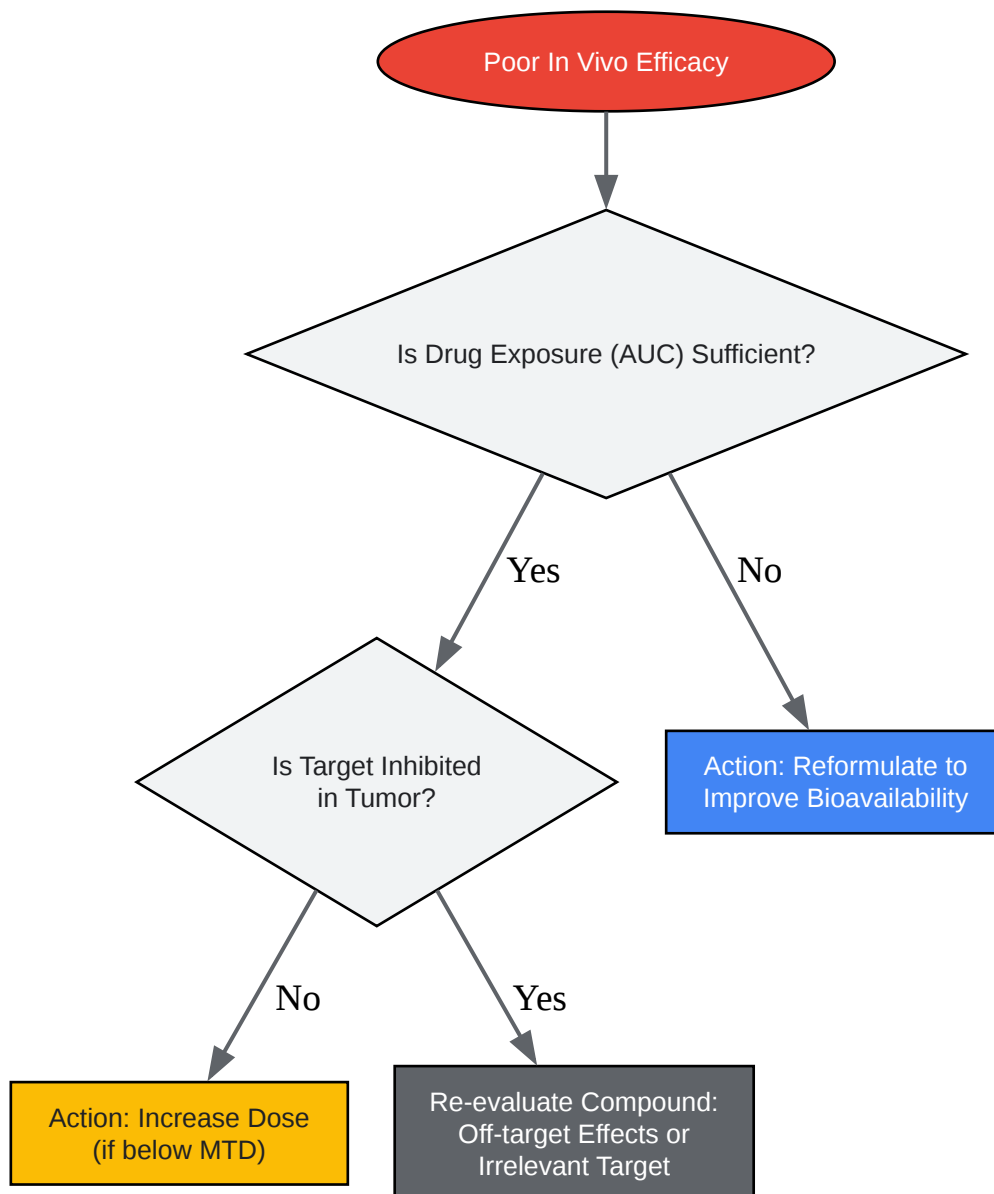 Poor In Vivo Efficacy
Is Drug Exposure (AUC) Sufficient?
Yes
No
Is Target Inhibited
in Tumor?
Action: Reformulate to
Improve Bioavailability
No
Yes
Action: Increase Dose
(if below MTD)
Re-evaluate Compound:
Off-target Effects or
Irrelevant Target